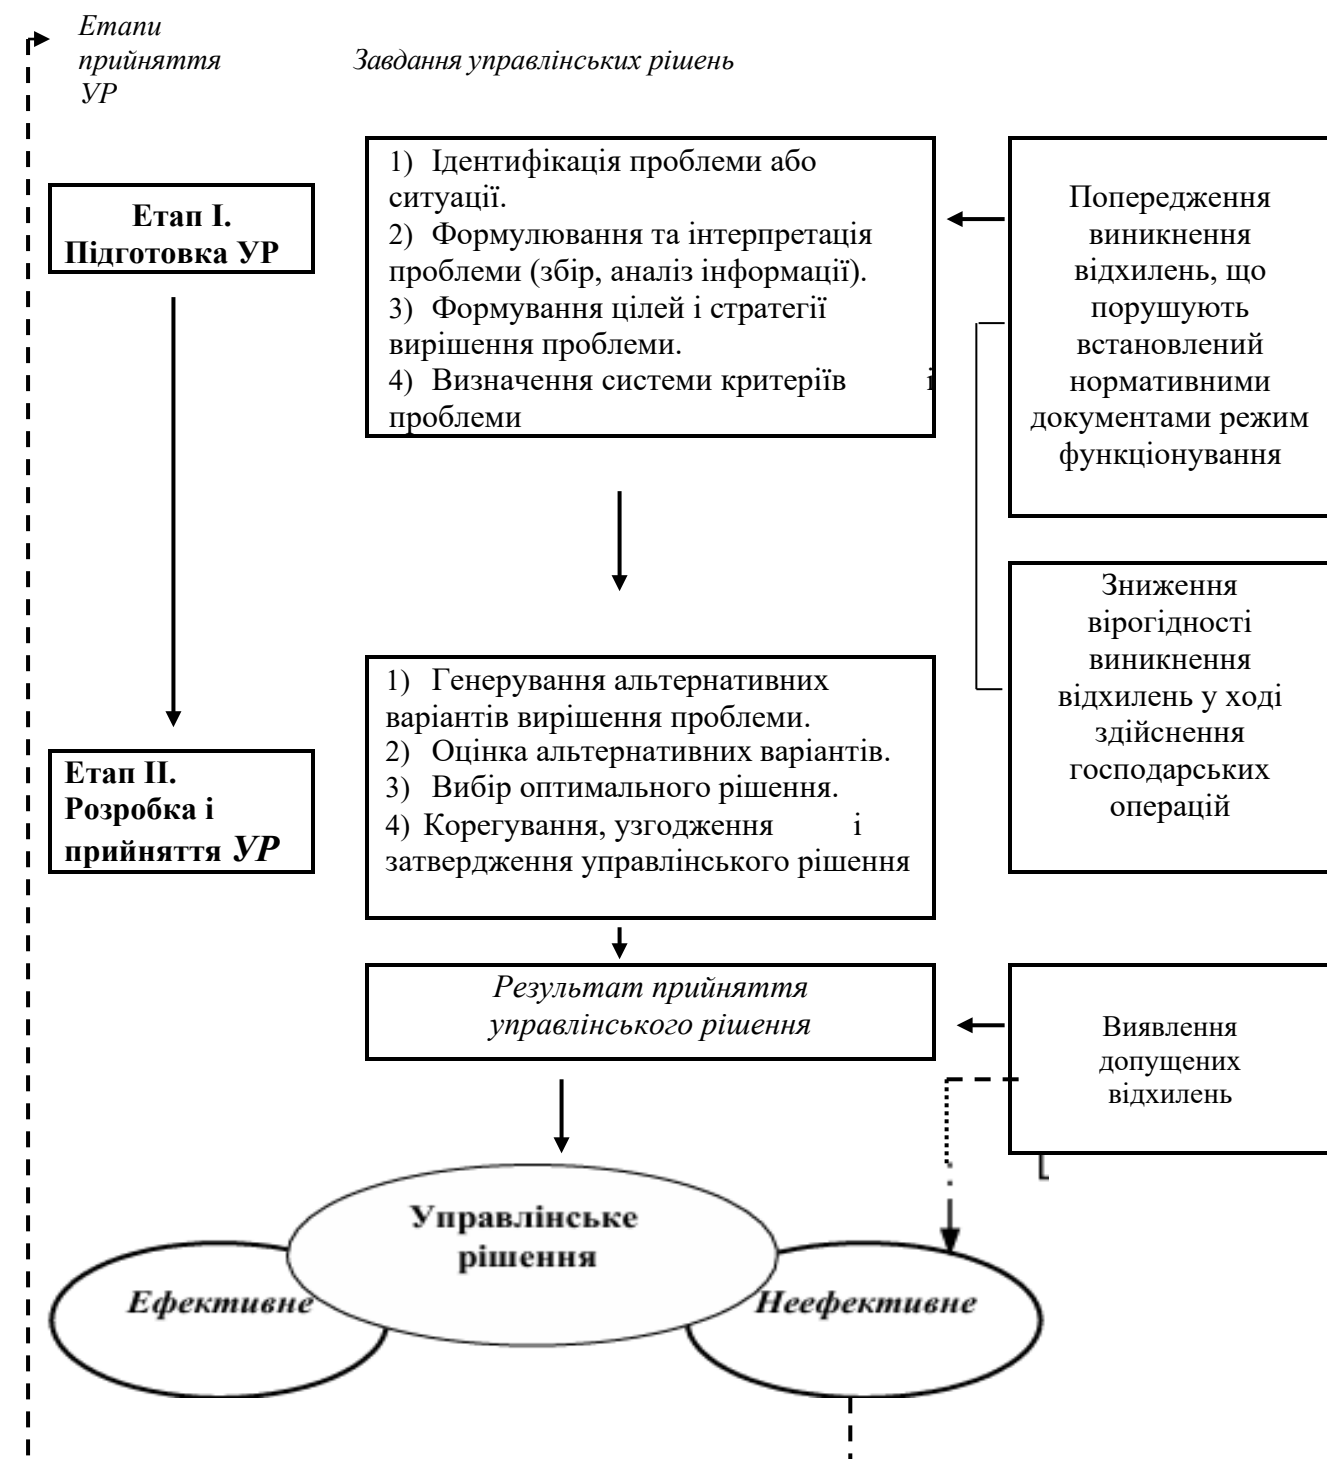 Етапи
прийняття
УР
Завдання управлінських рішень
Етап І.
Підготовка УР
1) Ідентифікація проблеми або
ситуації.
2) Формулювання та інтерпретація
проблеми (збір, аналіз інформації).
3) Формування цілей і стратегії
вирішення проблеми.
4) Визначення системи критеріїв і
проблеми
Попередження
виникнення
відхилень, що
порушують
встановлений
нормативними
документами режим
функціонування
Зниження
вірогідності
виникнення
відхилень у ході
здійснення
господарських
операцій
Етап ІІ.
Розробка і
прийняття УР
1) Генерування альтернативних
варіантів вирішення проблеми.
2) Оцінка альтернативних варіантів.
3) Вибір оптимального рішення.
4) Корегування, узгодження і
затвердження управлінського рішення
Результат прийняття
управлінського рішення
Виявлення
допущених
відхилень
Управлінське
рішення
Ефективне
Неефективне